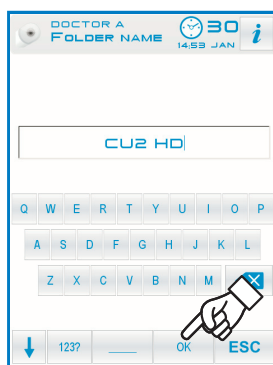 DOCTOR A
FOLDER NAME
30
14:53 JAN
i
CU2 HD
Q W E R T Y U I O P
A S D F G H J K L
Z X C V B N M
123? OK ESC